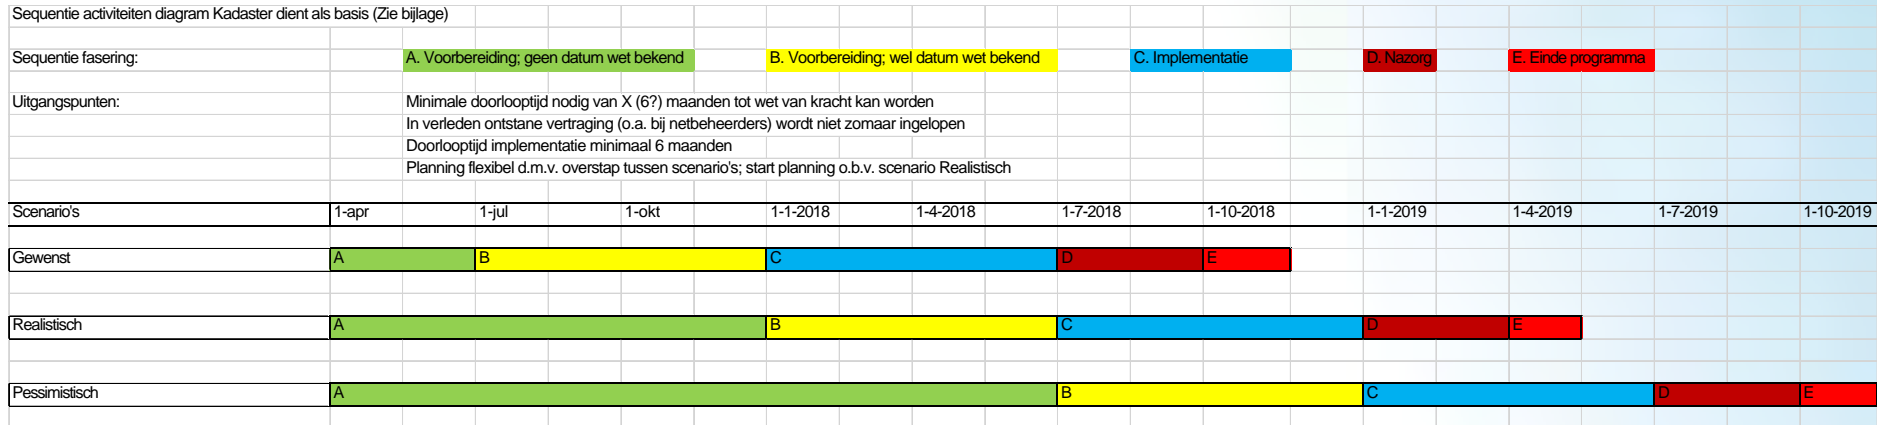 Sequentie activiteiten diagram Kadaster dient als basis (Zie bijlage)
Sequentie fasering: A. Voorbereiding; geen datum wet bekend B. Voorbereiding; wel datum wet bekend C. Implementatie D. Nazorg E. Einde programma
Uitgangspunten: Minimale doorlooptijd nodig van X (6?) maanden tot wet van kracht kan worden
In verleden ontstane vertraging (o.a. bij netbeheerders) wordt niet zomaar ingelopen
Doorlooptijd implementatie minimaal 6 maanden
Planning flexibel d.m.v. overstap tussen scenario's; start planning o.b.v. scenario Realistisch
Scenario's 1-apr 1-jul 1-okt 1-1-2018 1-4-2018 1-7-2018 1-10-2018 1-1-2019 1-4-2019 1-7-2019 1-10-2019
Gewenst A B C D E
Realistisch A B C D E
Pessimistisch A B C D E